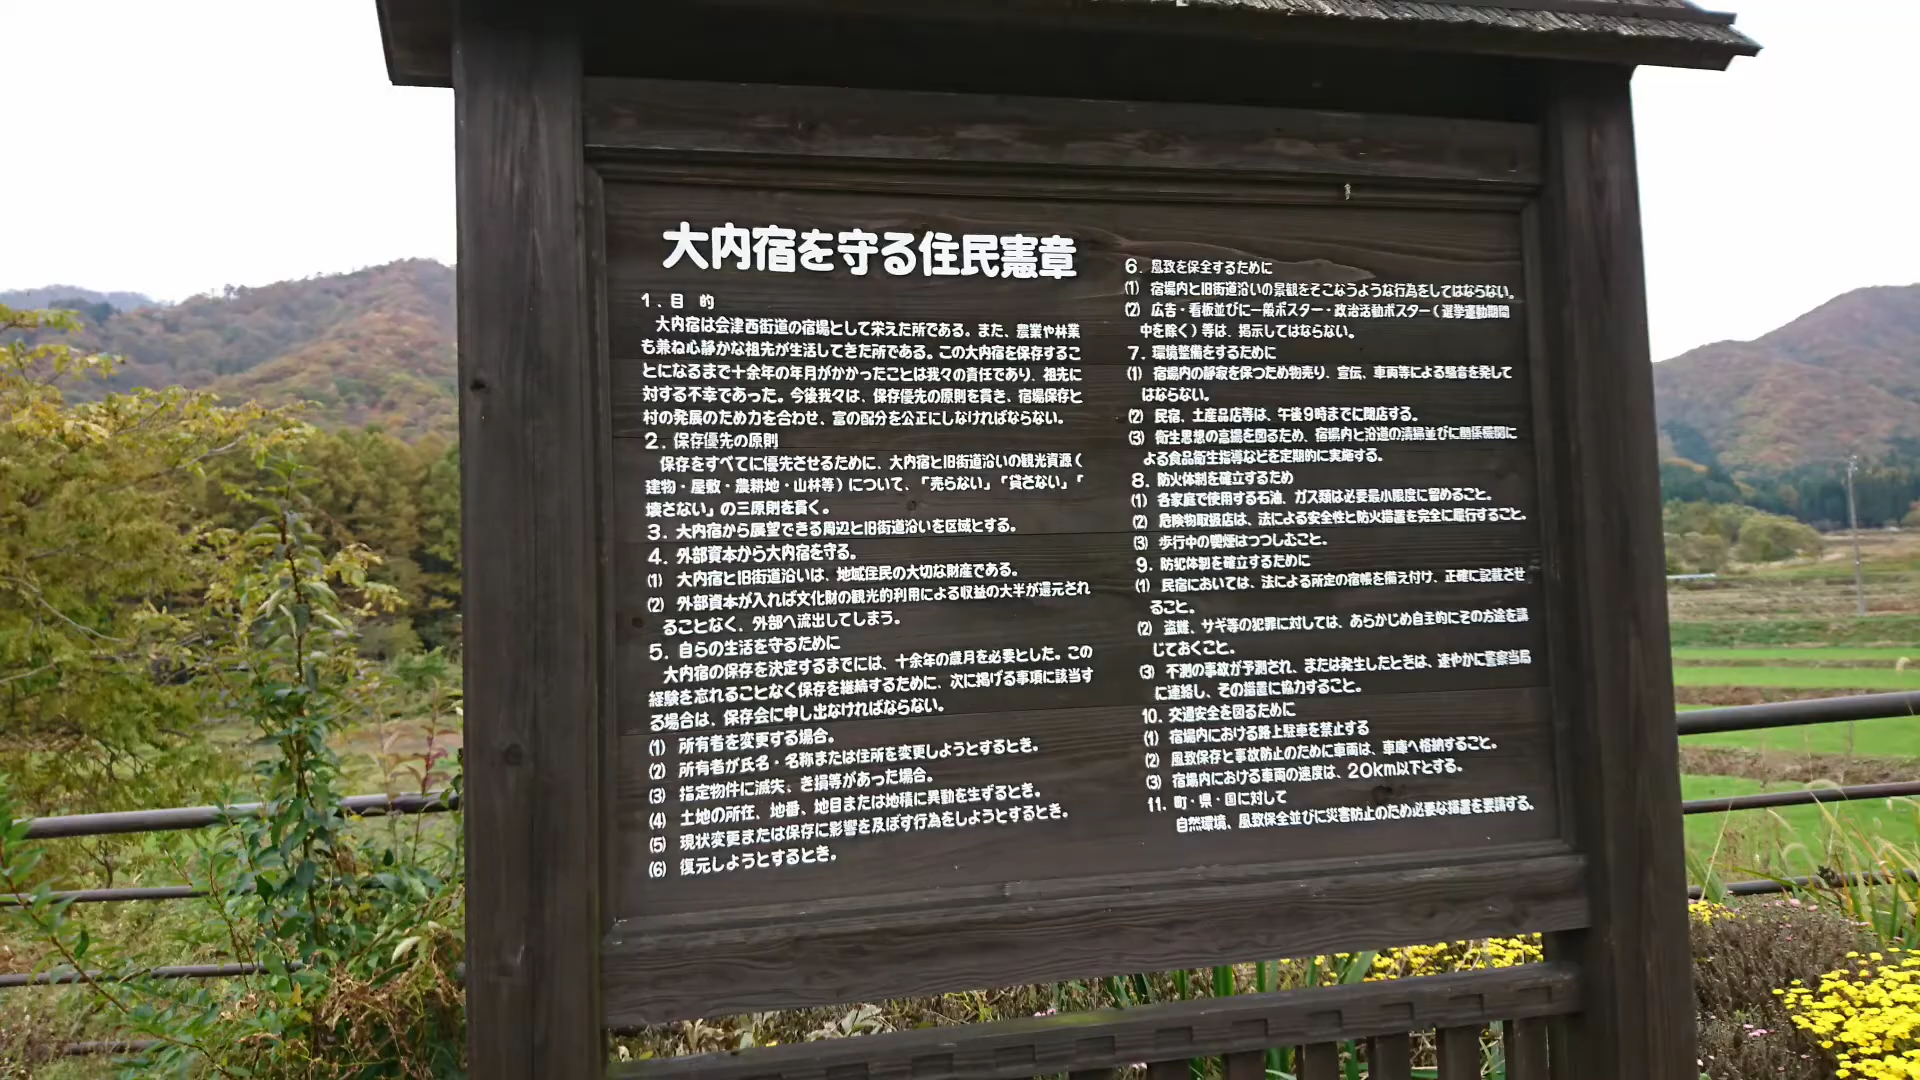 大内宿を守る住民憲章
1.目　的
大内宿は会津西街道の宿場として栄えた所である。また、農業や林業
も兼ね心静かな祖先が生活してきた所である。この大内宿を保存するこ
とになるまで十余年の年月がかかったことは我々の責任であり、祖先に
対する不幸であった。今後我々は、保存優先の原則を貫き、宿場保存と
村の発展のため力を合わせ、富の配分を公正にしなければならない。
2.保存優先の原則
保存をすべてに優先させるために、大内宿と旧街道沿いの観光資源（
建物・屋敷・農耕地・山林等）について、「売らない」「貸さない」「
壊さない」の三原則を貫く。
3.大内宿から展望できる周辺と旧街道沿いを区域とする。
4.外部資本から大内宿を守る。
(1) 大内宿と旧街道沿いは、地域住民の大切な財産である。
(2) 外部資本が入れば文化財の観光的利用による収益の大半が還元され
ることなく、外部へ流出してしまう。
5.自らの生活を守るために
大内宿の保存を決定するまでには、十余年の歳月を必要とした。この
経験を忘れることなく保存を継続するために、次に掲げる事項に該当す
る場合は、保存会に申し出なければならない。
(1) 所有者を変更する場合。
(2) 所有者が氏名・名称または住所を変更しようとするとき。
(3) 指定物件に滅失、き損等があった場合。
(4) 土地の所在、地番、地目または地積に異動を生ずるとき。
(5) 現状変更または保存に影響を及ぼす行為をしようとするとき。
(6) 復元しようとするとき。
6.風致を保全するために
(1) 宿場内と旧街道沿いの景観をそこなうような行為をしてはならない。
(2) 広告・看板並びに一般ポスター・政治活動ポスター（選挙運動期間
中を除く）等は、掲示してはならない。
7.環境整備をするために
(1) 宿場内の静寂を保つため物売り、宣伝、車両等による騒音を発して
はならない。
(2) 民宿、土産品店等は、午後9時までに閉店する。
(3) 衛生思想の高揚を図るため、宿場内と沿道の清掃並びに関係機関に
よる食品衛生指導などを定期的に実施する。
8.防火体制を確立するため
(1) 各家庭で使用する石油、ガス類は必要最小限度に留めること。
(2) 危険物取扱店は、法による安全性と防火措置を完全に履行すること。
(3) 歩行中の喫煙はつつしむこと。
9.防犯体制を確立するために
(1) 民宿においては、法による所定の宿帳を備え付け、正確に記載させ
ること。
(2) 盗難、サギ等の犯罪に対しては、あらかじめ自主的にその方途を講
じておくこと。
(3) 不測の事故が予測され、または発生したときは、速やかに警察当局
に連絡し、その措置に協力すること。
10.交通安全を図るために
(1) 宿場内における路上駐車を禁止する
(2) 風致保存と事故防止のために車両は、車庫へ格納すること。
(3) 宿場内における車両の速度は、20km以下とする。
11.町・県・国に対して
自然環境、風致保全並びに災害防止のため必要な措置を要請する。